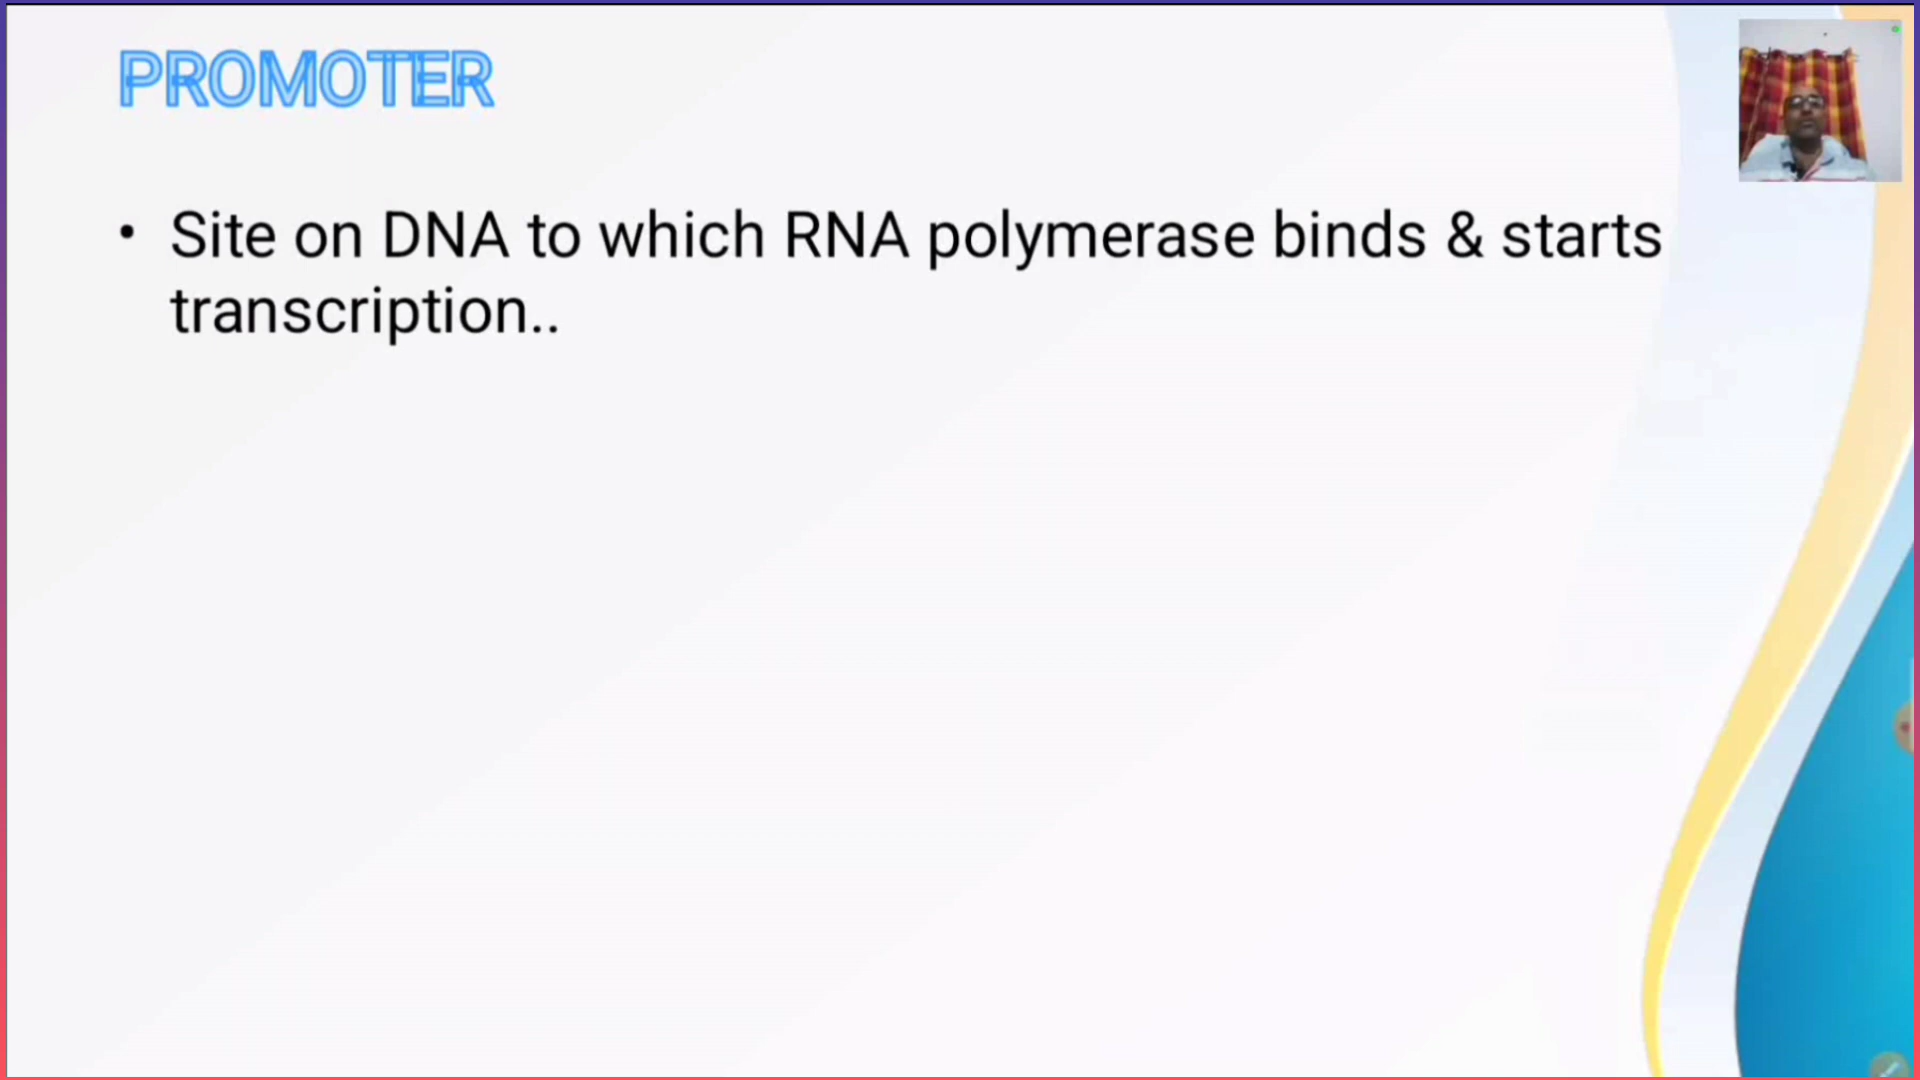 PROMOTER
• Site on DNA to which RNA polymerase binds & starts
transcription..